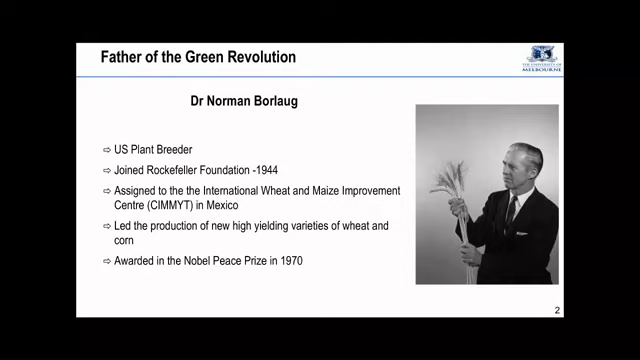 Father of the Green Revolution
THE UNIVERSITY OF
MELBOURNE
Dr Norman Borlaug
⇨ US Plant Breeder
⇨ Joined Rockefeller Foundation -1944
⇨ Assigned to the the International Wheat and Maize Improvement
Centre (CIMMYT) in Mexico
⇨ Led the production of new high yielding varieties of wheat and
corn
⇨ Awarded in the Nobel Peace Prize in 1970
2